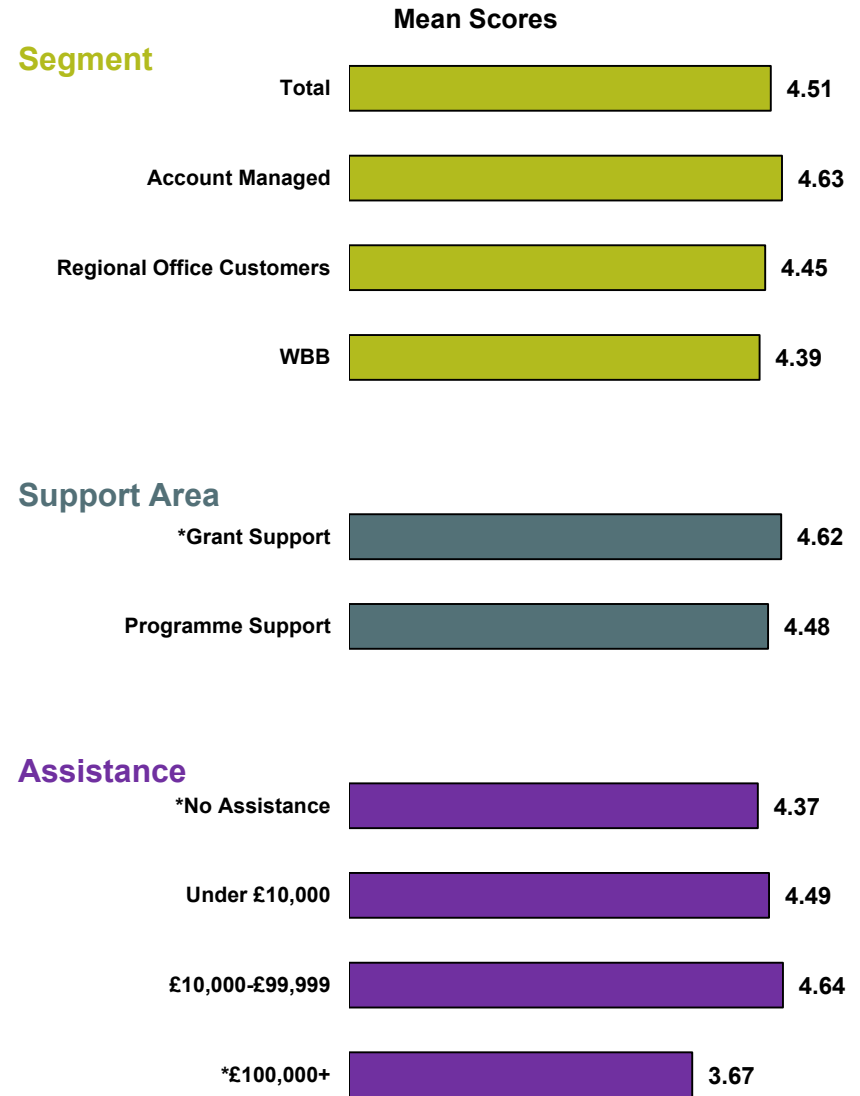 Mean Scores
Segment
Total 4.51
Account Managed 4.63
Regional Office Customers 4.45
WBB 4.39
Support Area
*Grant Support 4.62
Programme Support 4.48
Assistance
*No Assistance 4.37
Under £10,000 4.49
£10,000-£99,999 4.64
*£100,000+ 3.67